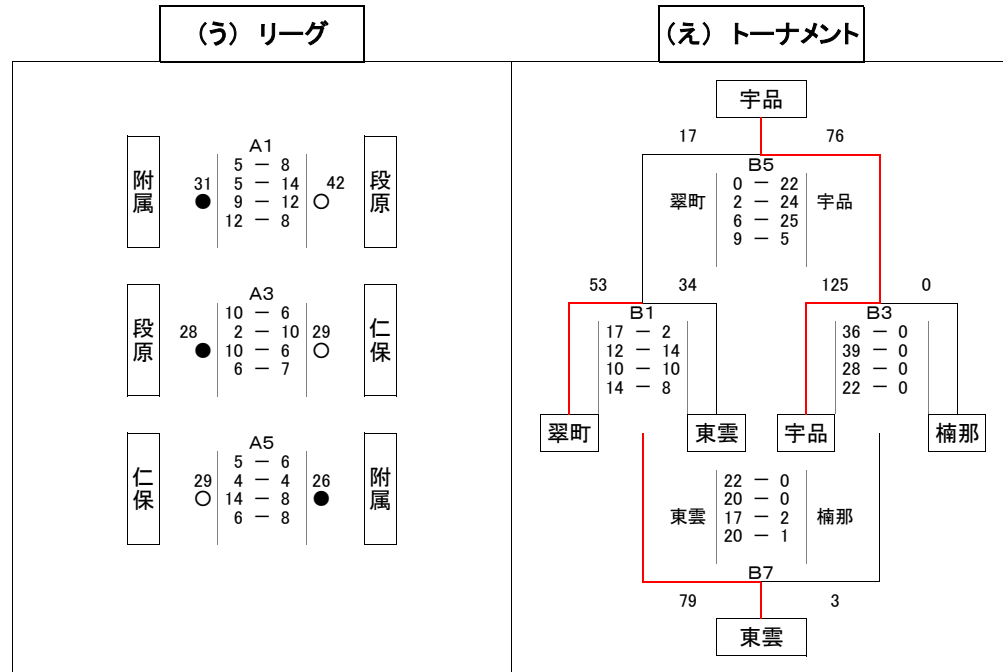 （う） リーグ
附属
A1
31 ● 42 ○
5 － 8
5 － 14
9 － 12
12 － 8
段原
段原
A3
28 ● 29 ○
10 － 6
2 － 10
10 － 6
6 － 7
仁保
仁保
A5
29 ○ 26 ●
5 － 6
4 － 4
14 － 8
6 － 8
附属
（え） トーナメント
宇品
17 76
B5
翠町 宇品
0 － 22
2 － 24
6 － 25
9 － 5
53 34
B1
17 － 2
12 － 14
10 － 10
14 － 8
翠町 東雲
125 0
B3
36 － 0
39 － 0
28 － 0
22 － 0
宇品 楠那
東雲 楠那
22 － 0
20 － 0
17 － 2
20 － 1
B7
79 3
東雲